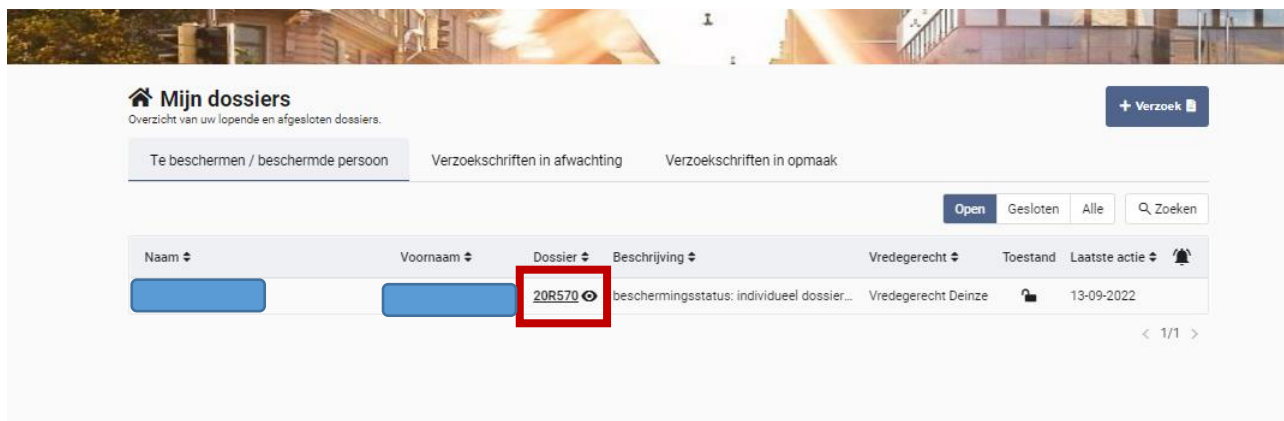 Mijn dossiers
Overzicht van uw lopende en afgesloten dossiers.
+ Verzoek
Te beschermen / beschermde persoon Verzoekschriften in afwachting Verzoekschriften in opmaak
Open Gesloten Alle Zoeken
Naam Voornaam Dossier Beschrijving Vredegerecht Toestand Laatste actie
20R570 beschermingsstatus: individueel dossier... Vredegerecht Deinze 13-09-2022
< 1/1 >